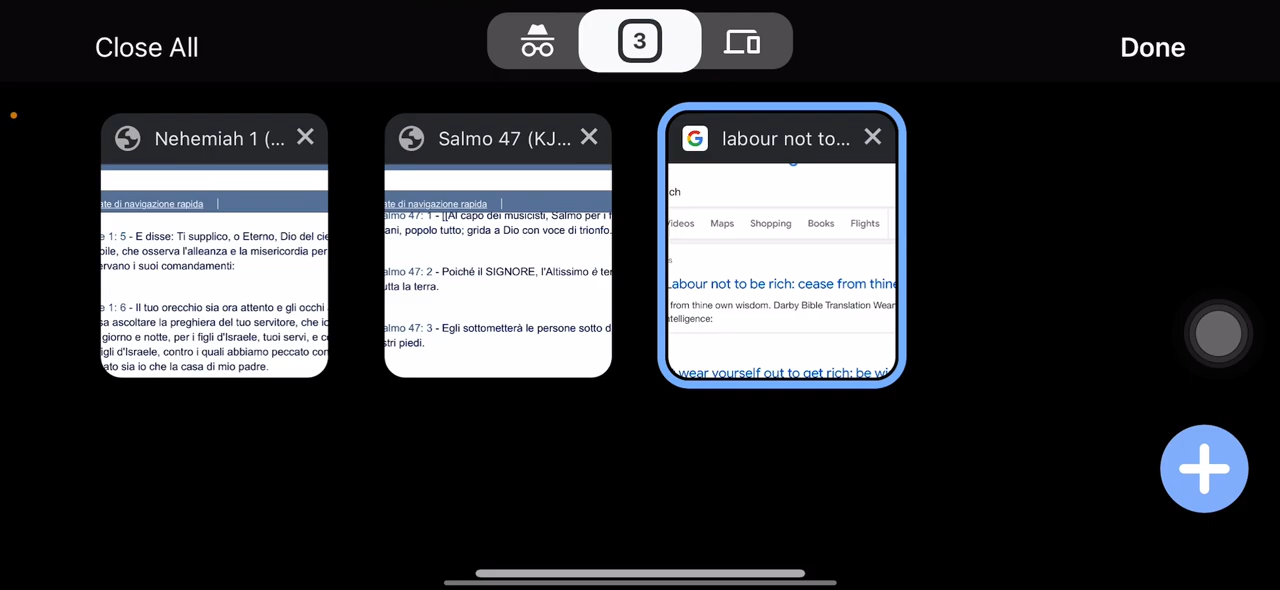 Close All
3
Done
Nehemiah 1 (...
ate di navigazione rapida
e 1: 5 - E disse: Ti supplico, o Eterno, Dio del cie
bile, che osserva l'alleanza e la misericordia per
ervano i suoi comandamenti:
e 1: 6 - Il tuo orecchio sia ora attento e gli occhi
sa ascoltare la preghiera del tuo servitore, che io
giorno e notte, per i figli d'Israele, tuoi servi, e co
igli d'Israele, contro i quali abbiamo peccato con
ato sia io che la casa di mio padre.
Salmo 47 (KJ...
ate di navigazione rapida
almo 47: 1 - [[Al capo dei musicisti, Salmo per i f
ani, popolo tutto; grida a Dio con voce di trionfo.
almo 47: 2 - Poiché il SIGNORE, l'Altissimo è ter
utta la terra.
almo 47: 3 - Egli sottometterà le persone sotto d
stri piedi.
labour not to...
ch
Videos Maps Shopping Books Flights
s
Labour not to be rich: cease from thine
from thine own wisdom. Darby Bible Translation Wear
ntelligence:
wear yourself out to get rich: be wi